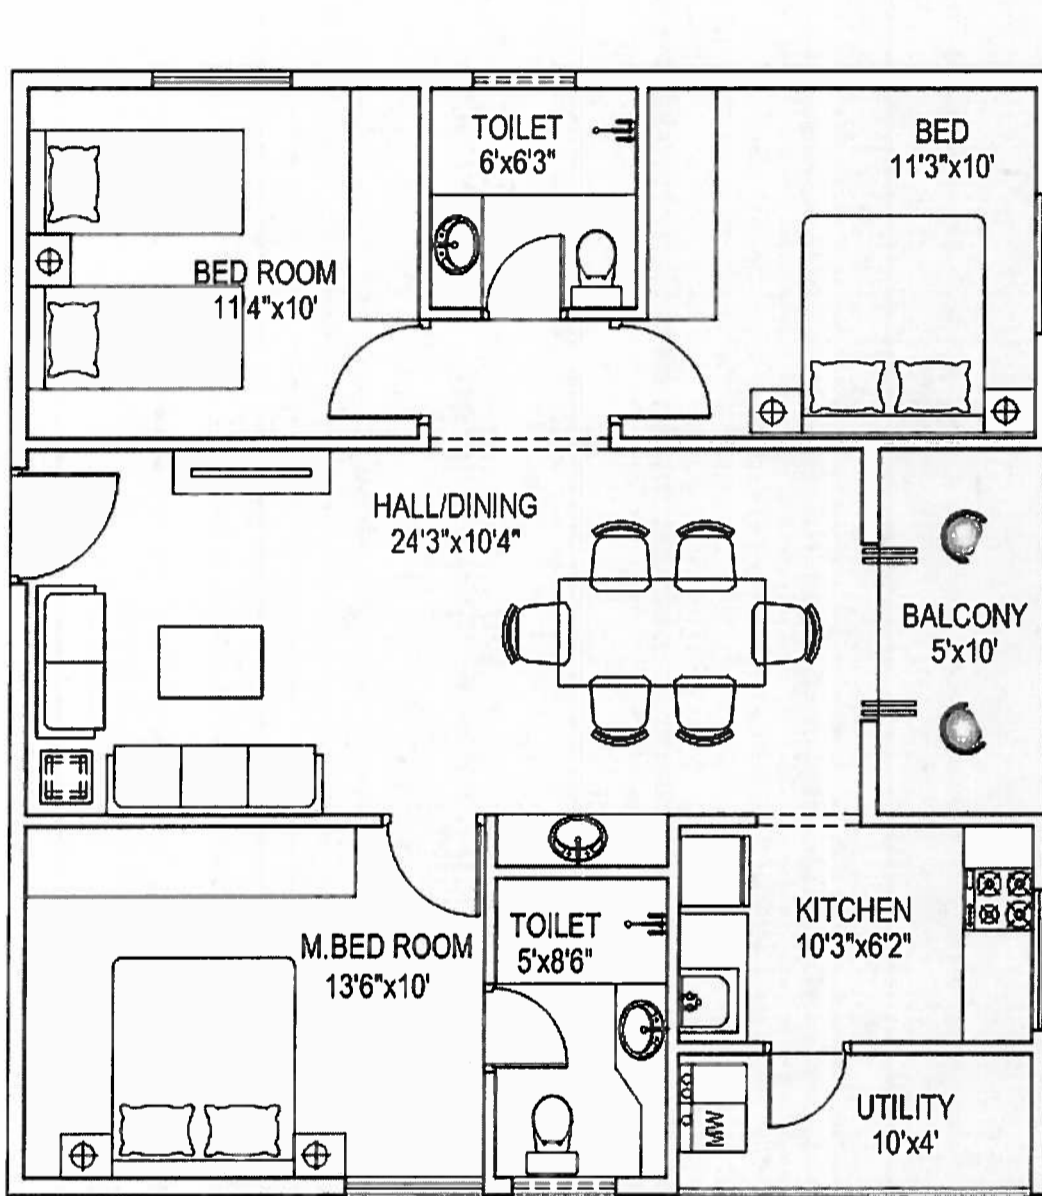 TOILET
6'x6'3"
BED
11'3"x10'
BED ROOM
11'4"x10'
HALL/DINING
24'3"x10'4"
BALCONY
5'x10'
M.BED ROOM
13'6"x10'
TOILET
5'x8'6"
KITCHEN
10'3"x6'2"
UTILITY
10'x4'
MW